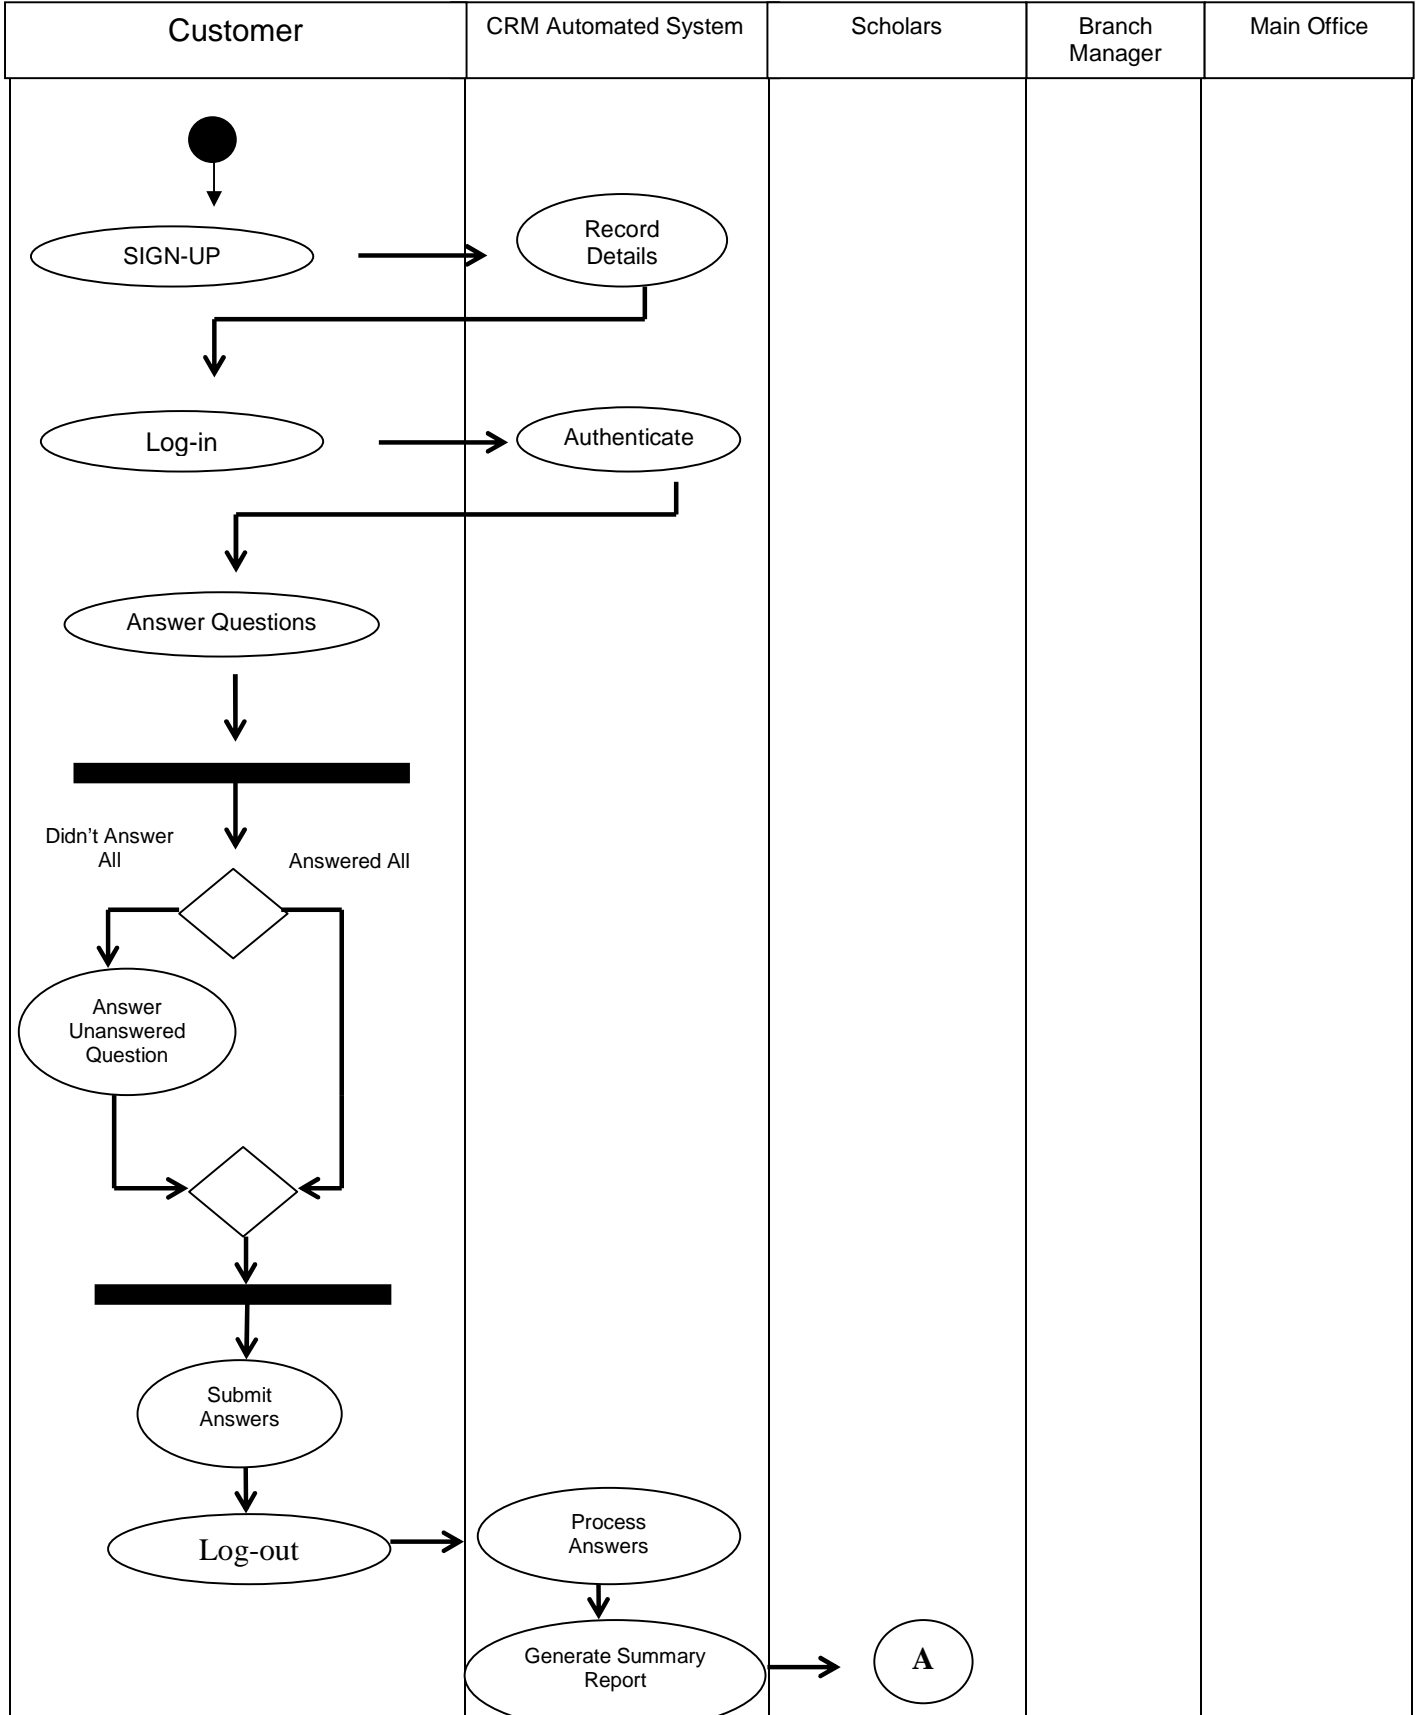 Customer
CRM Automated System
Scholars
Branch
Manager
Main Office
SIGN-UP
Record
Details
Log-in
Authenticate
Answer Questions
Didn't Answer
All
Answered All
Answer
Unanswered
Question
Submit
Answers
Log-out
Process
Answers
Generate Summary
Report
A